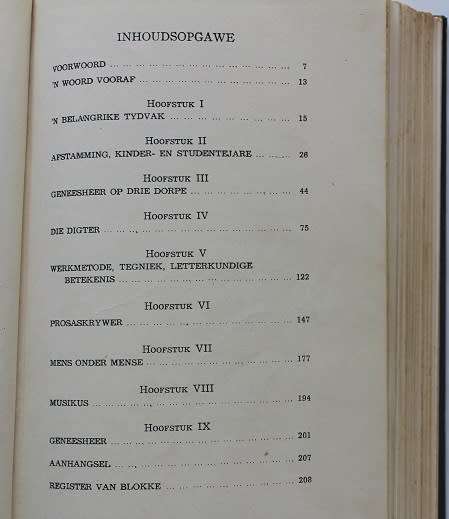 INHOUDSOPGAWE
VOORWOORD ... 7
'N WOORD VOORAF ... 13
HOOFSTUK I
'N BELANGRIKE TYDVAK ... 15
HOOFSTUK II
AFSTAMMING, KINDER- EN STUDENTEJARE ... 26
HOOFSTUK III
GENEESHEER OP DRIE DORPE ... 44
HOOFSTUK IV
DIE DIGTER ... 75
HOOFSTUK V
WERKMETODE, TEGNIEK, LETTERKUNDIGE
BETEKENIS ... 122
HOOFSTUK VI
PROSASKRYWER ... 147
HOOFSTUK VII
MENS ONDER MENSE ... 177
HOOFSTUK VIII
MUSIKUS ... 194
HOOFSTUK IX
GENEESHEER ... 201
AANHANGSEL ... 207
REGISTER VAN BLOKKE ... 208